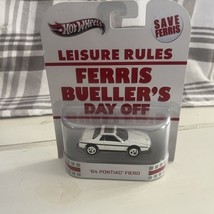 Hot Wheels
SAVE
FERRIS
LEISURE RULES
FERRIS
BUELLER'S
DAY OFF
'84 PONTIAC FIERO